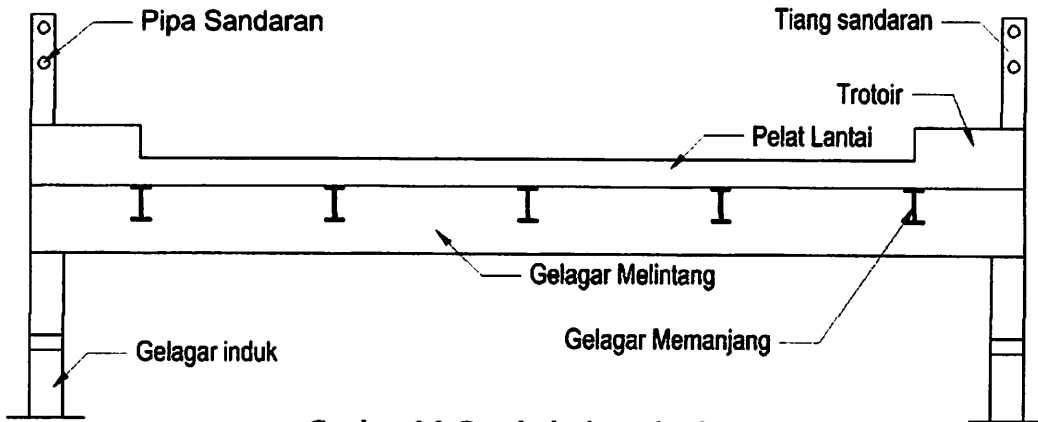 Pipa Sandaran
Tiang sandaran
Trotoir
Pelat Lantai
Gelagar Melintang
Gelagar Memanjang
Gelagar induk